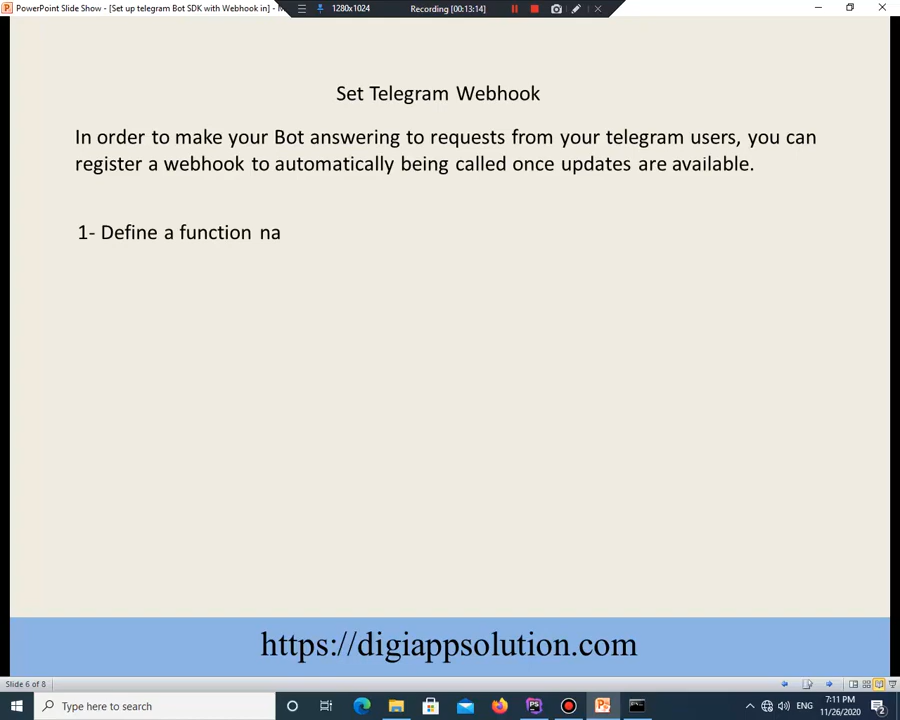 PowerPoint Slide Show - [Set up telegram Bot SDK with Webhook in] - M
1280x1024
Recording [00:13:14]
Set Telegram Webhook
In order to make your Bot answering to requests from your telegram users, you can
register a webhook to automatically being called once updates are available.
1- Define a function na
https://digiappsolution.com
Slide 6 of 8
Type here to search
ENG
7:11 PM
11/26/2020
2